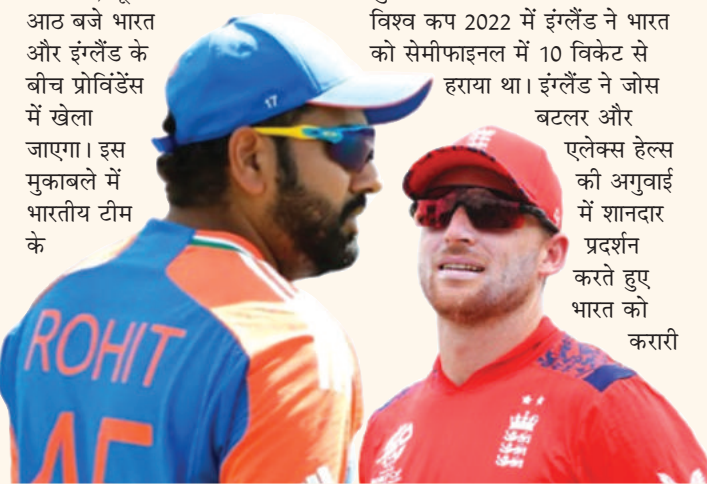 आठ बजे भारत
और इंग्लैंड के
बीच प्रोविंडेंस
में खेला
जाएगा। इस
मुकाबले में
भारतीय टीम
के
विश्व कप 2022 में इंग्लैंड ने भारत
को सेमीफाइनल में 10 विकेट से
हराया था। इंग्लैंड ने जोस
बटलर और
एलेक्स हेल्स
की अगुवाई
में शानदार
प्रदर्शन
करते हुए
भारत को
करारी
17
ROHIT
45